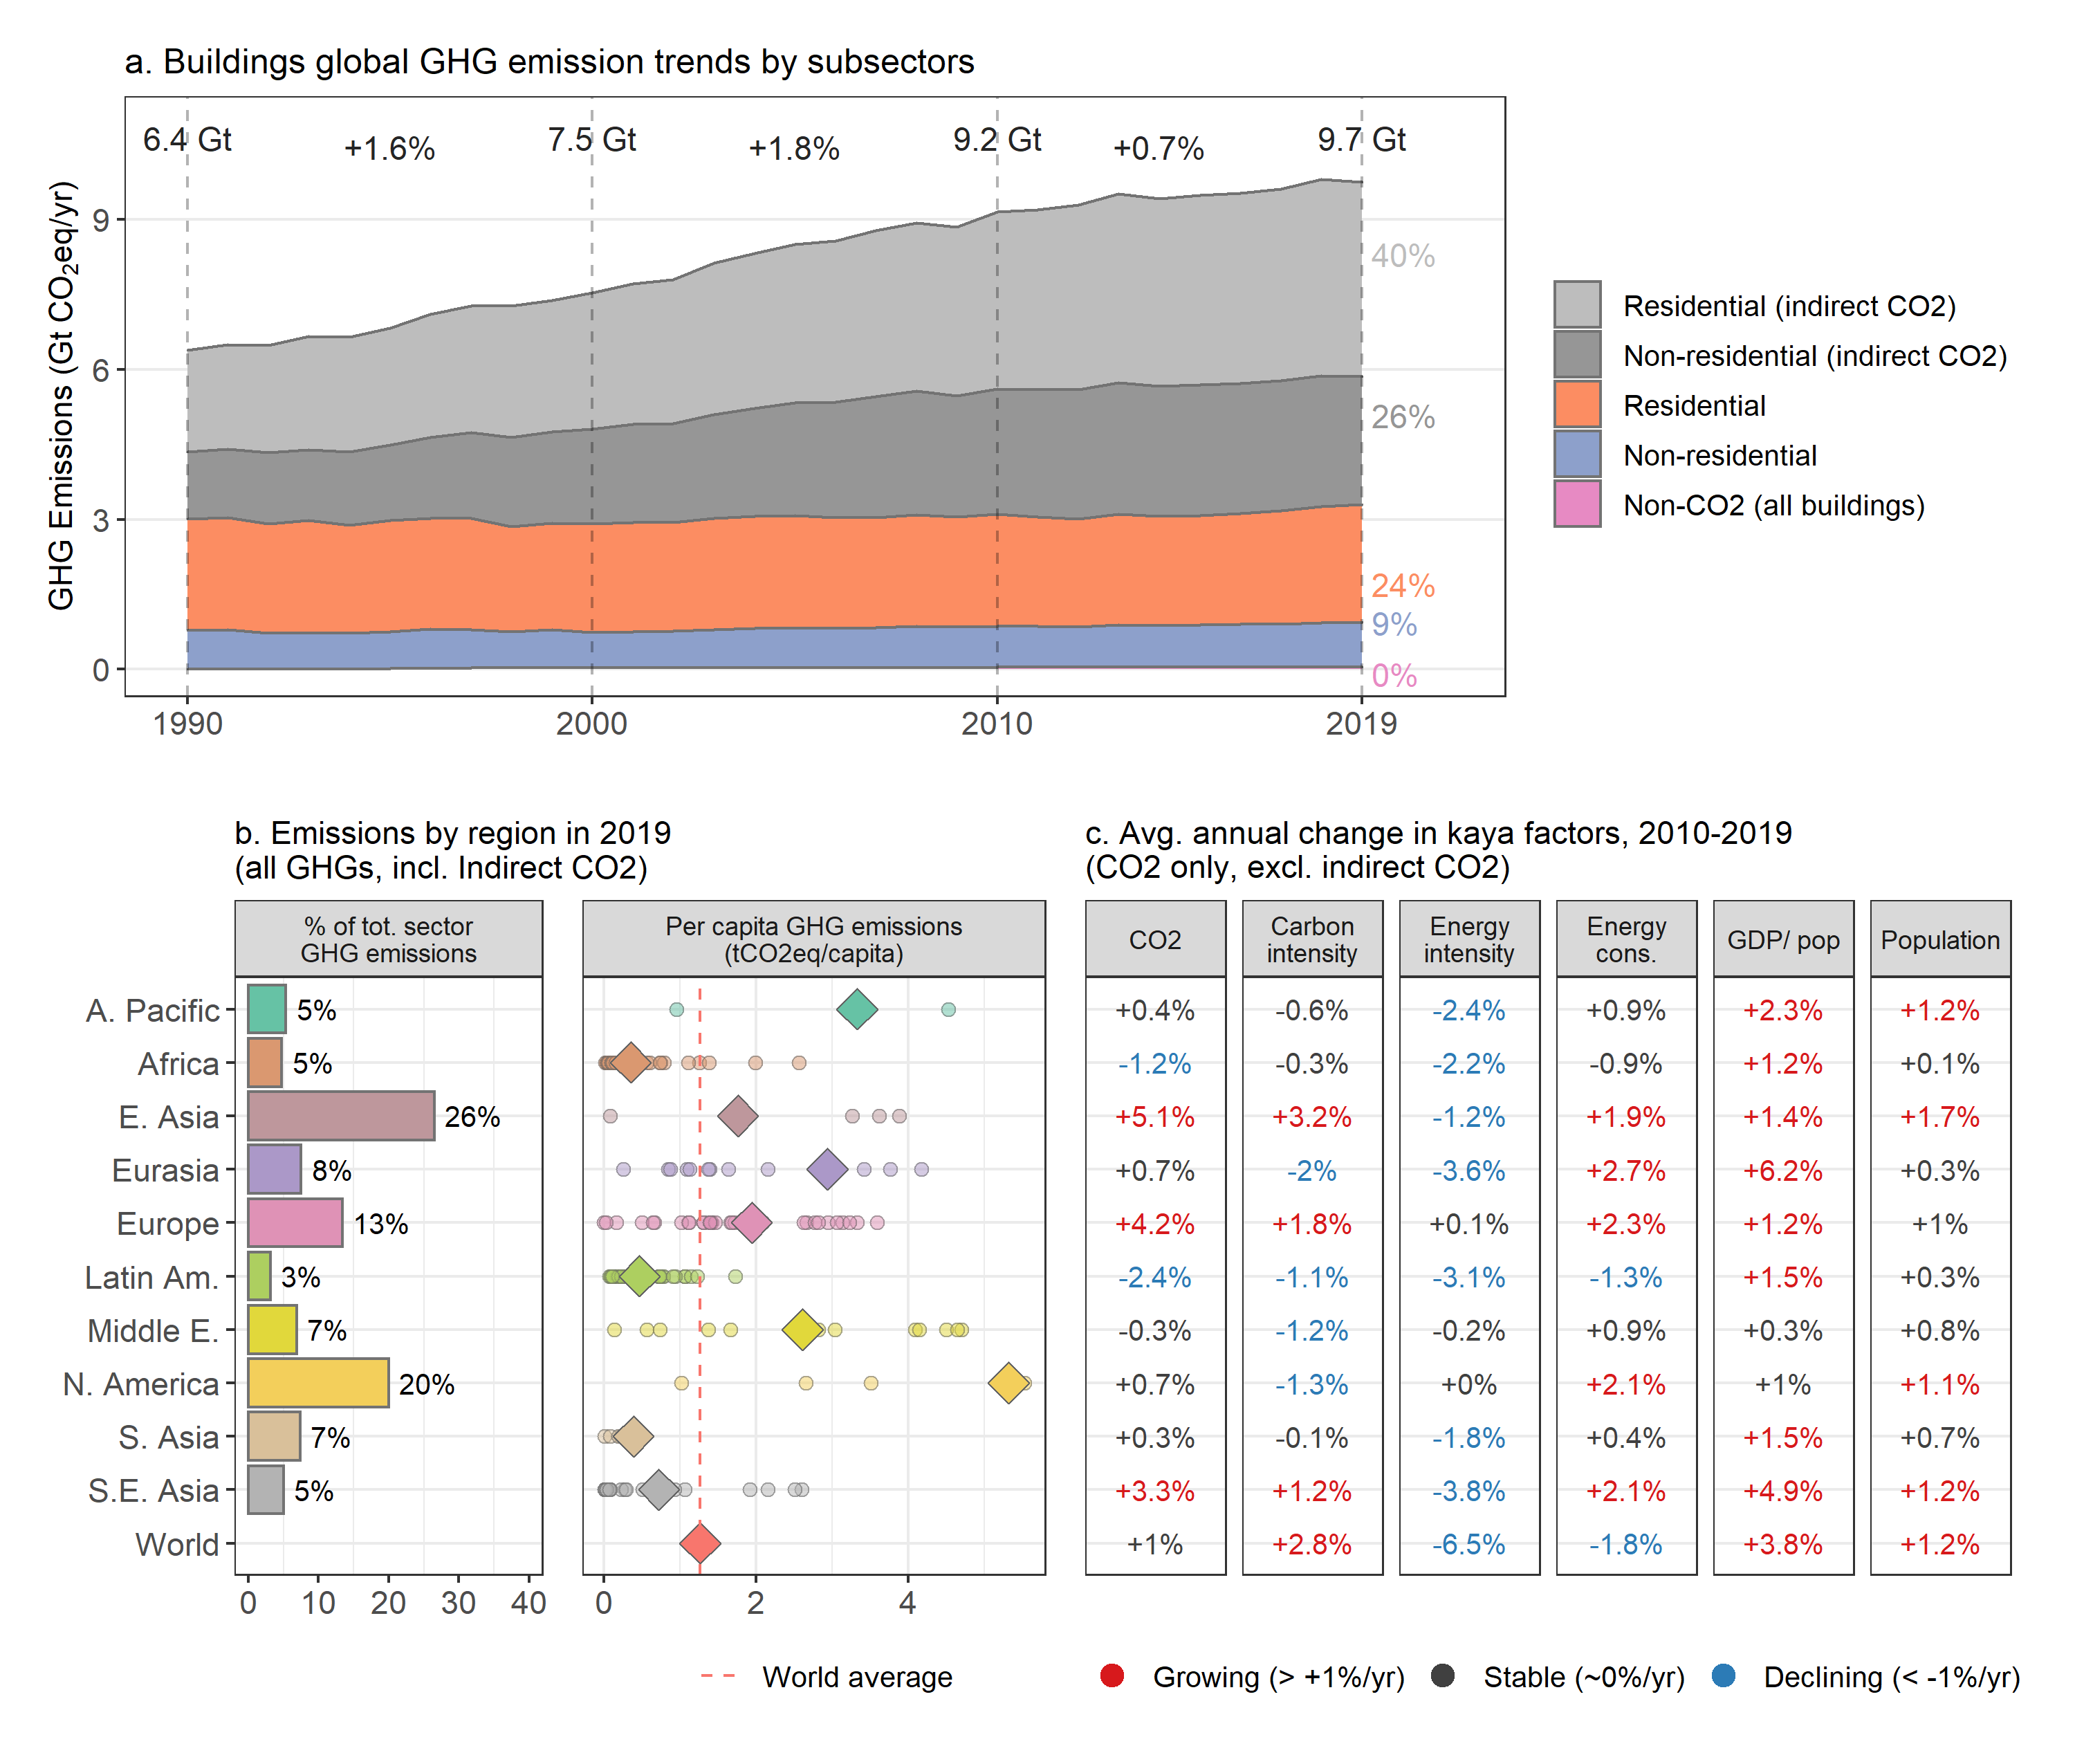 a. Buildings global GHG emission trends by subsectors
6.4 Gt +1.6% 7.5 Gt +1.8% 9.2 Gt +0.7% 9.7 Gt
GHG Emissions (Gt CO₂eq/yr)
9
6
3
0
40%
26%
24%
9%
0%
1990 2000 2010 2019
Residential (indirect CO2)
Non-residential (indirect CO2)
Residential
Non-residential
Non-CO2 (all buildings)
b. Emissions by region in 2019
(all GHGs, incl. Indirect CO2)
% of tot. sector
GHG emissions
Per capita GHG emissions
(tCO2eq/capita)
c. Avg. annual change in kaya factors, 2010-2019
(CO2 only, excl. indirect CO2)
CO2
Carbon
intensity
Energy
intensity
Energy
cons.
GDP/ pop
Population
A. Pacific 5% +0.4% -0.6% -2.4% +0.9% +2.3% +1.2%
Africa 5% -1.2% -0.3% -2.2% -0.9% +1.2% +0.1%
E. Asia 26% +5.1% +3.2% -1.2% +1.9% +1.4% +1.7%
Eurasia 8% +0.7% -2% -3.6% +2.7% +6.2% +0.3%
Europe 13% +4.2% +1.8% +0.1% +2.3% +1.2% +1%
Latin Am. 3% -2.4% -1.1% -3.1% -1.3% +1.5% +0.3%
Middle E. 7% -0.3% -1.2% -0.2% +0.9% +0.3% +0.8%
N. America 20% +0.7% -1.3% +0% +2.1% +1% +1.1%
S. Asia 7% +0.3% -0.1% -1.8% +0.4% +1.5% +0.7%
S.E. Asia 5% +3.3% +1.2% -3.8% +2.1% +4.9% +1.2%
World +1% +2.8% -6.5% -1.8% +3.8% +1.2%
0 10 20 30 40
0 2 4
World average
Growing (> +1%/yr) Stable (~0%/yr) Declining (< -1%/yr)